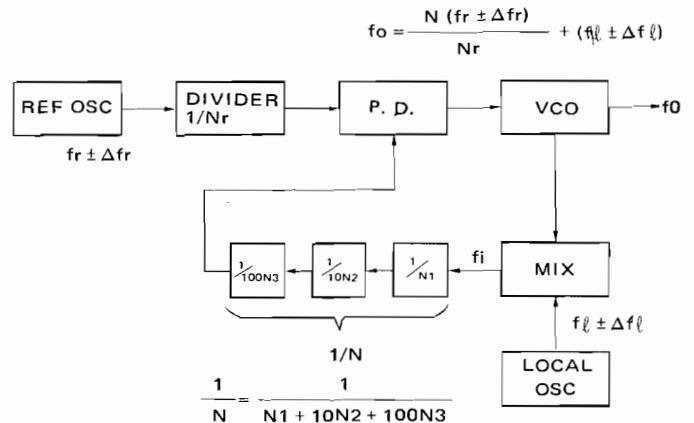 fo = N (fr ± Δfr) / Nr + (fℓ ± Δfℓ)
REF OSC
DIVIDER
1/Nr
P. D.
VCO
f0
fr ± Δfr
1/100N3
1/10N2
1/N1
fi
MIX
fℓ ± Δfℓ
1/N
LOCAL
OSC
1/N = 1 / N1 + 10N2 + 100N3